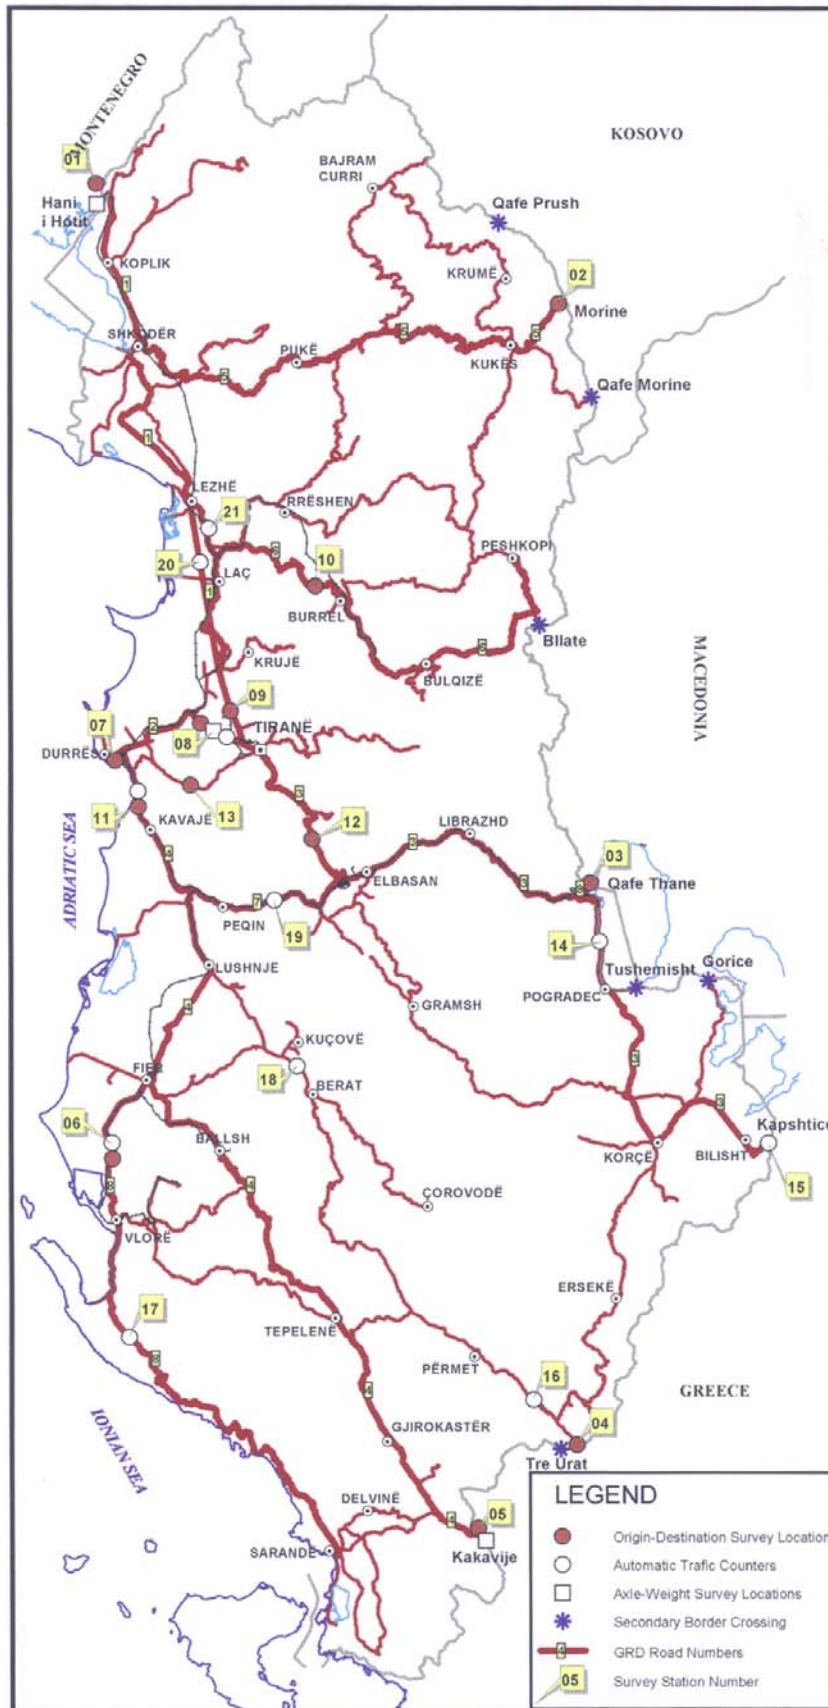 MONTENEGRO
KOSOVO
01
BAJRAM
CURRI
Hani
i Hotit
Qafe Prush
KOPLIK
KRUMË
02
Morine
1
SHKODËR
PUKË
KUKËS
Qafe Morine
1
LEZHË
21
RRËSHEN
PESHKOPI
20
LAÇ
10
1
BURREL
Bllate
KRUJË
BULQIZË
MACEDONIA
09
07
2
08
TIRANË
DURRËS
11
KAVAJË
13
12
LIBRAZHD
ADRIATIC SEA
ELBASAN
03
Qafe Thane
PEQIN
7
19
14
Tushemisht
Gorice
LUSHNJE
GRAMSH
POGRADEC
KUÇOVË
FIER
18
BERAT
06
BALLSH
Kapshtice
KORÇË
BILISHT
15
ÇOROVODË
VLORË
ERSEKË
17
TEPELENË
PËRMET
16
GREECE
IONIAN SEA
GJIROKASTËR
04
Tre Urat
DELVINË
05
SARANDË
Kakavije
LEGEND
Origin-Destination Survey Location
Automatic Trafic Counters
Axle-Weight Survey Locations
Secondary Border Crossing
GRD Road Numbers
05
Survey Station Number